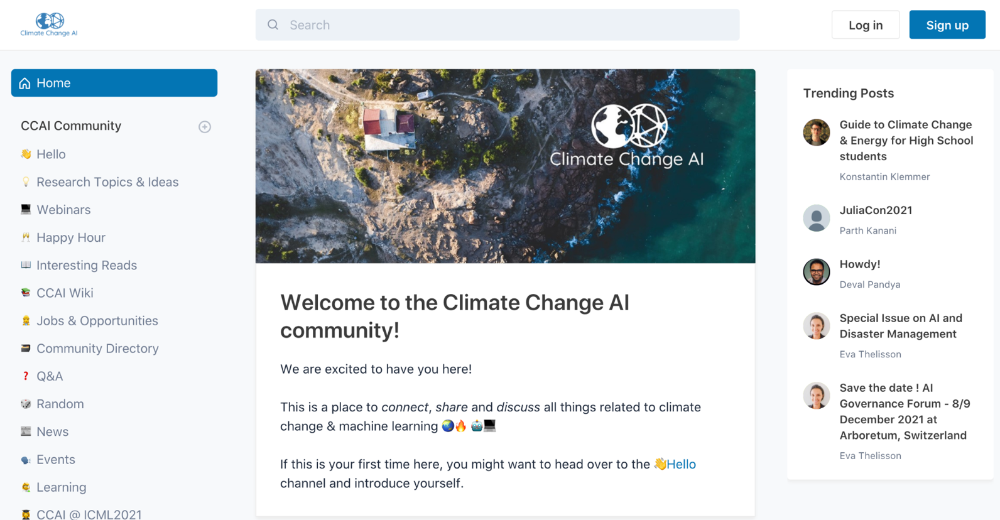 Climate Change AI
Search
Log in
Sign up
Home
CCAI Community
Hello
Research Topics & Ideas
Webinars
Happy Hour
Interesting Reads
CCAI Wiki
Jobs & Opportunities
Community Directory
Q&A
Random
News
Events
Learning
CCAI @ ICML2021
Climate Change AI
Welcome to the Climate Change AI
community!
We are excited to have you here!
This is a place to connect, share and discuss all things related to climate
change & machine learning 🌏🔥 🤖💻
If this is your first time here, you might want to head over to the 👋Hello
channel and introduce yourself.
Trending Posts
Guide to Climate Change
& Energy for High School
students
Konstantin Klemmer
JuliaCon2021
Parth Kanani
Howdy!
Deval Pandya
Special Issue on AI and
Disaster Management
Eva Thelisson
Save the date ! AI
Governance Forum - 8/9
December 2021 at
Arboretum, Switzerland
Eva Thelisson